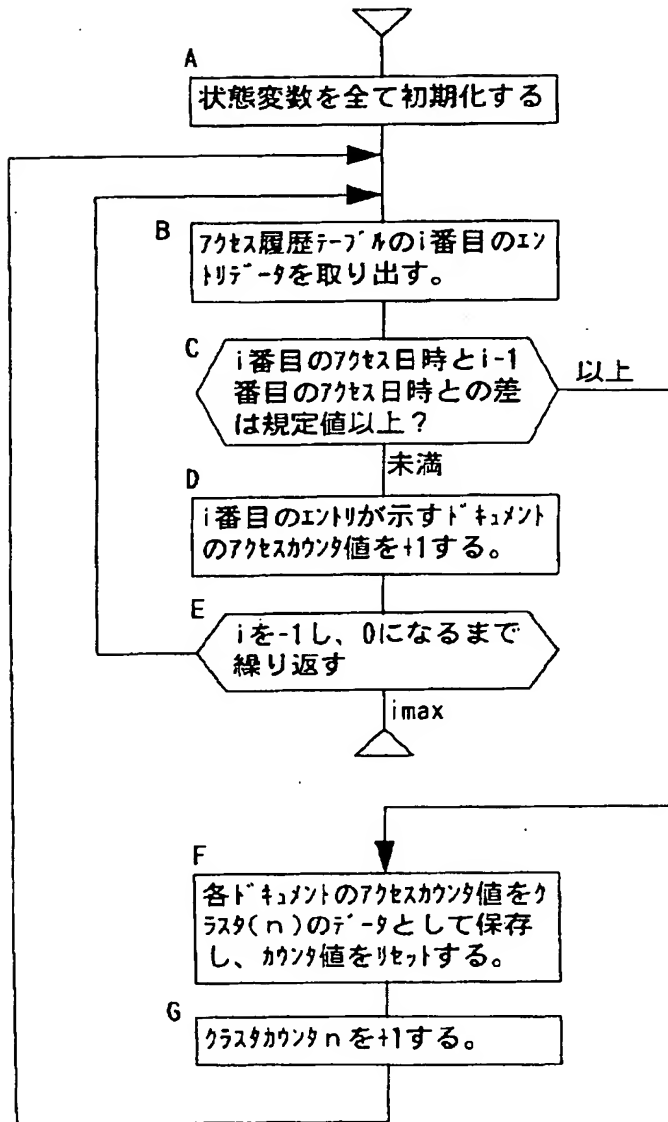 A
状態変数を全て初期化する
B
ｱｸｾｽ履歴ﾃｰﾌﾞﾙのi番目のｴﾝ
ﾄﾘﾃﾞｰﾀを取り出す。
C
i番目のｱｸｾｽ日時とi-1
番目のｱｸｾｽ日時との差
は規定値以上？
以上
未満
D
i番目のｴﾝﾄﾘが示すﾄﾞｷｭﾒﾝﾄ
のｱｸｾｽｶｳﾝﾀ値を+1する。
E
iを-1し、0になるまで
繰り返す
imax
F
各ﾄﾞｷｭﾒﾝﾄのｱｸｾｽｶｳﾝﾀ値をｸ
ﾗｽﾀ(n)のﾃﾞｰﾀとして保存
し、ｶｳﾝﾀ値をﾘｾｯﾄする。
G
ｸﾗｽﾀｶｳﾝﾀnを+1する。